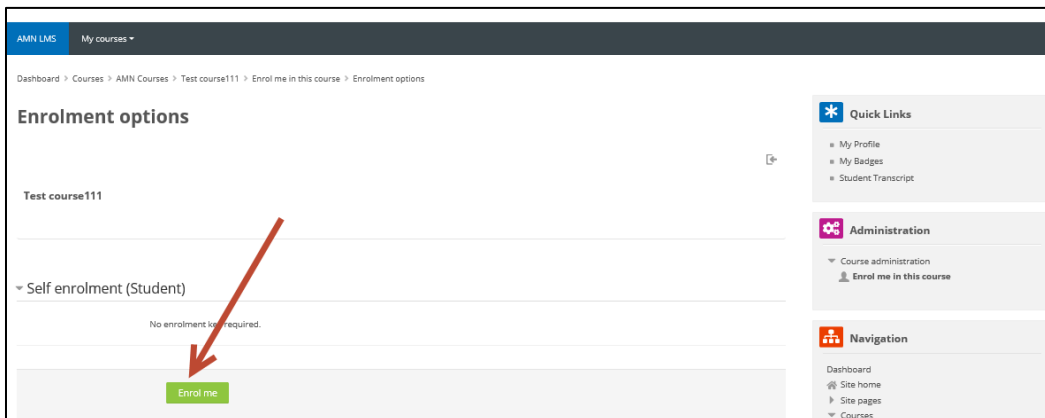 AMN LMS My courses
Dashboard > Courses > AMN Courses > Test course111 > Enrol me in this course > Enrolment options
Enrolment options
Test course111
Self enrolment (Student)
No enrolment key required.
Enrol me
Quick Links
My Profile
My Badges
Student Transcript
Administration
Course administration
Enrol me in this course
Navigation
Dashboard
Site home
Site pages
Courses